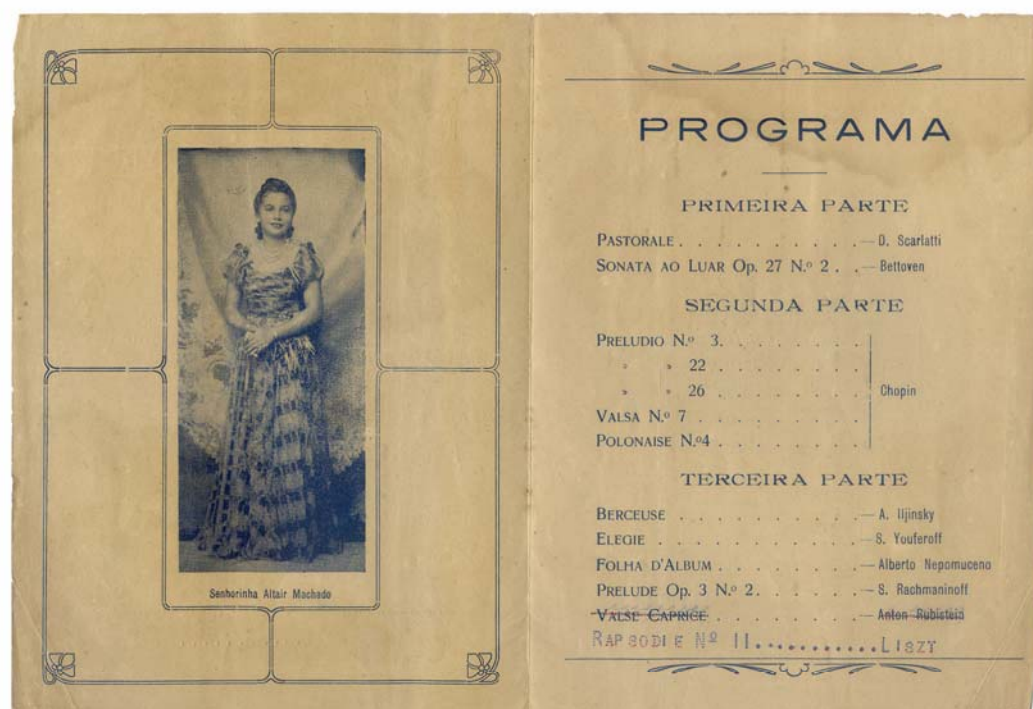 Senhorinha Altair Machado
PROGRAMA
PRIMEIRA PARTE
PASTORALE . . . . . . . . . . — D. Scarlatti
SONATA AO LUAR Op. 27 N.º 2 . . — Bettoven
SEGUNDA PARTE
PRELUDIO N.º 3. . . . . . . .
» » 22 . . . . . . . .
» » 26 . . . . . . . . Chopin
VALSA N.º 7 . . . . . . . . .
POLONAISE N.º4 . . . . . . . .
TERCEIRA PARTE
BERCEUSE . . . . . . . . . . — A. Iljinsky
ELEGIE . . . . . . . . . . . — S. Youferoff
FOLHA D'ALBUM . . . . . . . . — Alberto Nepomuceno
PRELUDE Op. 3 N.º 2. . . . . . — S. Rachmaninoff
VALSE CAPRICE . . . . . . . . — Anton Rubistein
RAPSODIE Nº II...........LISZT